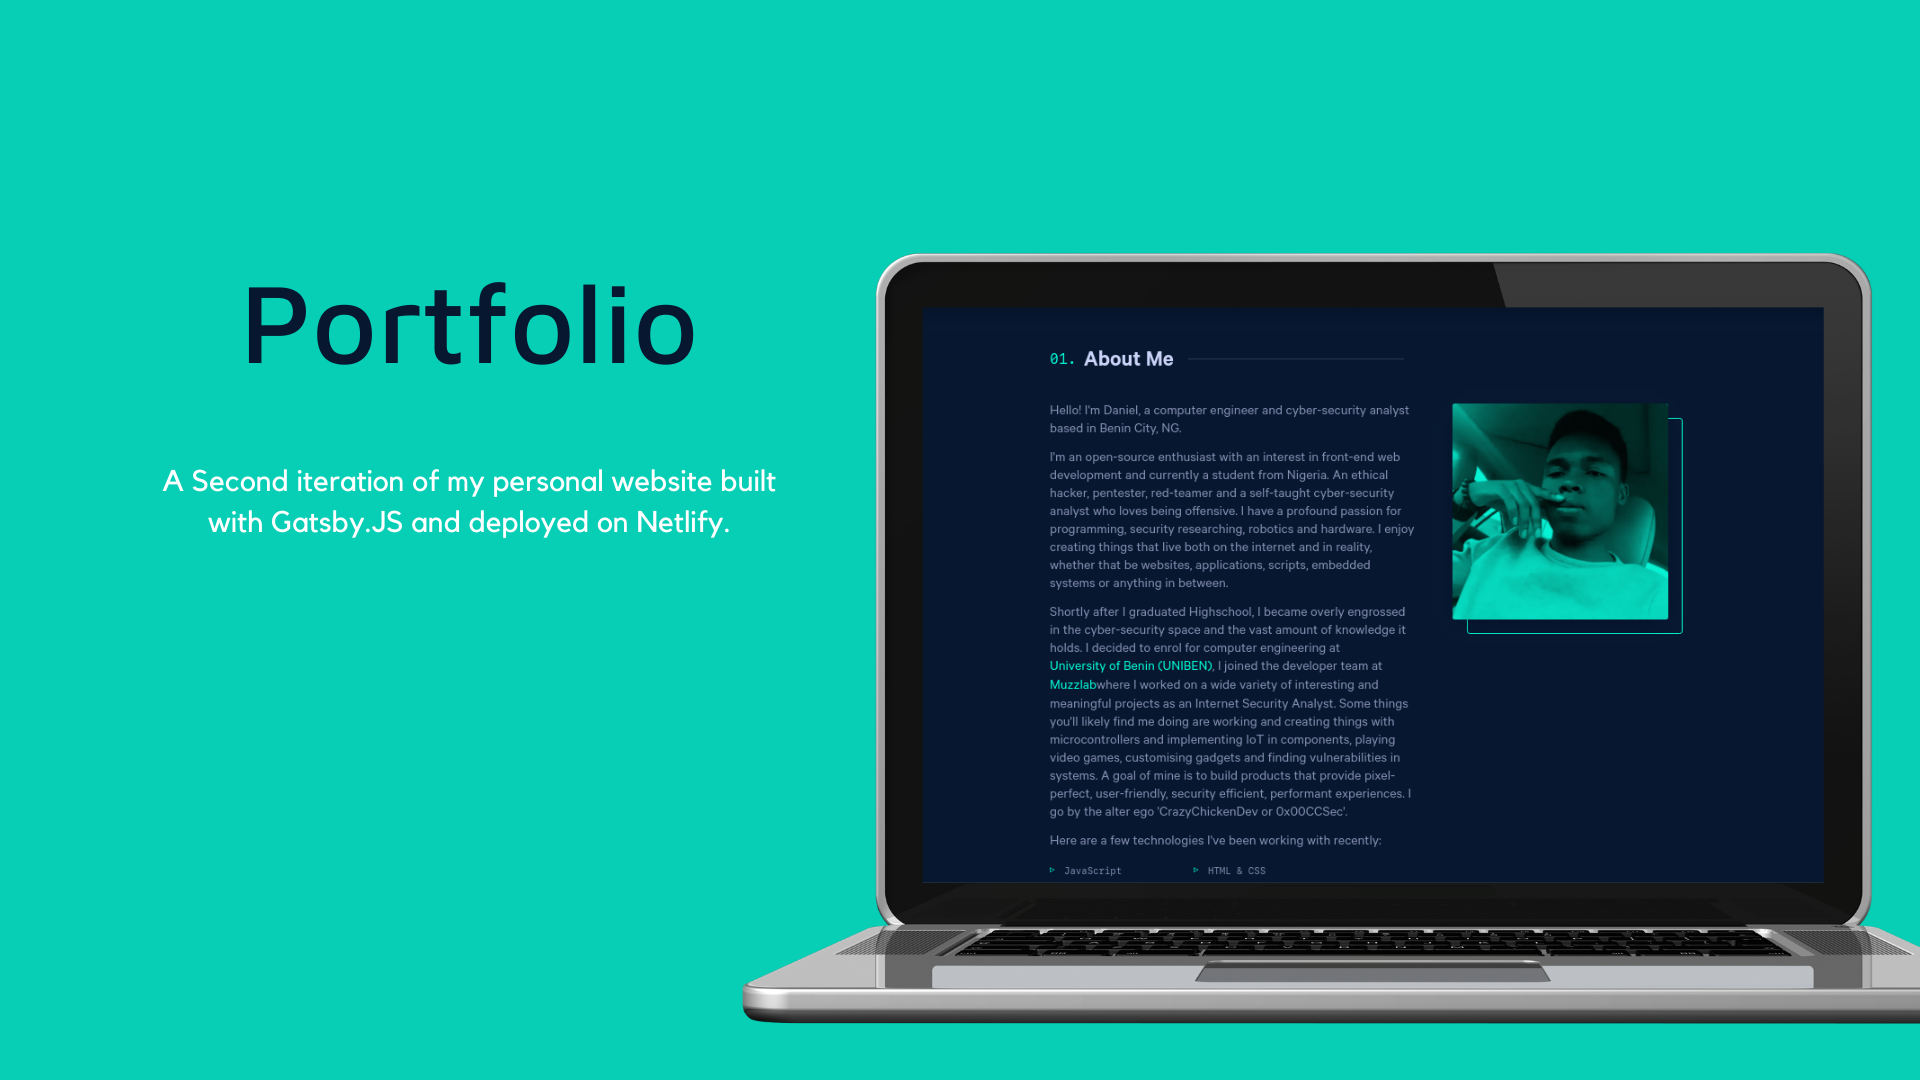 Portfolio
A Second iteration of my personal website built
with Gatsby.JS and deployed on Netlify.
01. About Me
Hello! I'm Daniel, a computer engineer and cyber-security analyst
based in Benin City, NG.
I'm an open-source enthusiast with an interest in front-end web
development and currently a student from Nigeria. An ethical
hacker, pentester, red-teamer and a self-taught cyber-security
analyst who loves being offensive. I have a profound passion for
programming, security researching, robotics and hardware. I enjoy
creating things that live both on the internet and in reality,
whether that be websites, applications, scripts, embedded
systems or anything in between.
Shortly after I graduated Highschool, I became overly engrossed
in the cyber-security space and the vast amount of knowledge it
holds. I decided to enrol for computer engineering at
University of Benin (UNIBEN), I joined the developer team at
Muzzlabwhere I worked on a wide variety of interesting and
meaningful projects as an Internet Security Analyst. Some things
you'll likely find me doing are working and creating things with
microcontrollers and implementing IoT in components, playing
video games, customising gadgets and finding vulnerabilities in
systems. A goal of mine is to build products that provide pixel-
perfect, user-friendly, security efficient, performant experiences. I
go by the alter ego 'CrazyChickenDev or 0x00CCSec'.
Here are a few technologies I've been working with recently:
▹ JavaScript ▹ HTML & CSS